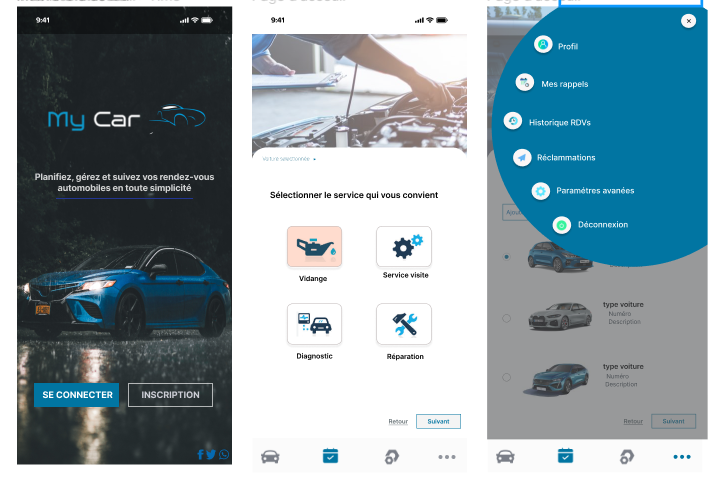 9:41
My Car
Planifiez, gérez et suivez vos rendez-vous
automobiles en toute simplicité
SE CONNECTER
INSCRIPTION
9:41
Voiture sélectionnée
Sélectionner le service qui vous convient
Vidange
Service visite
Diagnostic
Réparation
Retour
Suivant
Profil
Mes rappels
Historique RDVs
Réclammations
Paramétres avanées
Déconnexion
type voiture
Numéro
Description
type voiture
Numéro
Description
Retour
Suivant